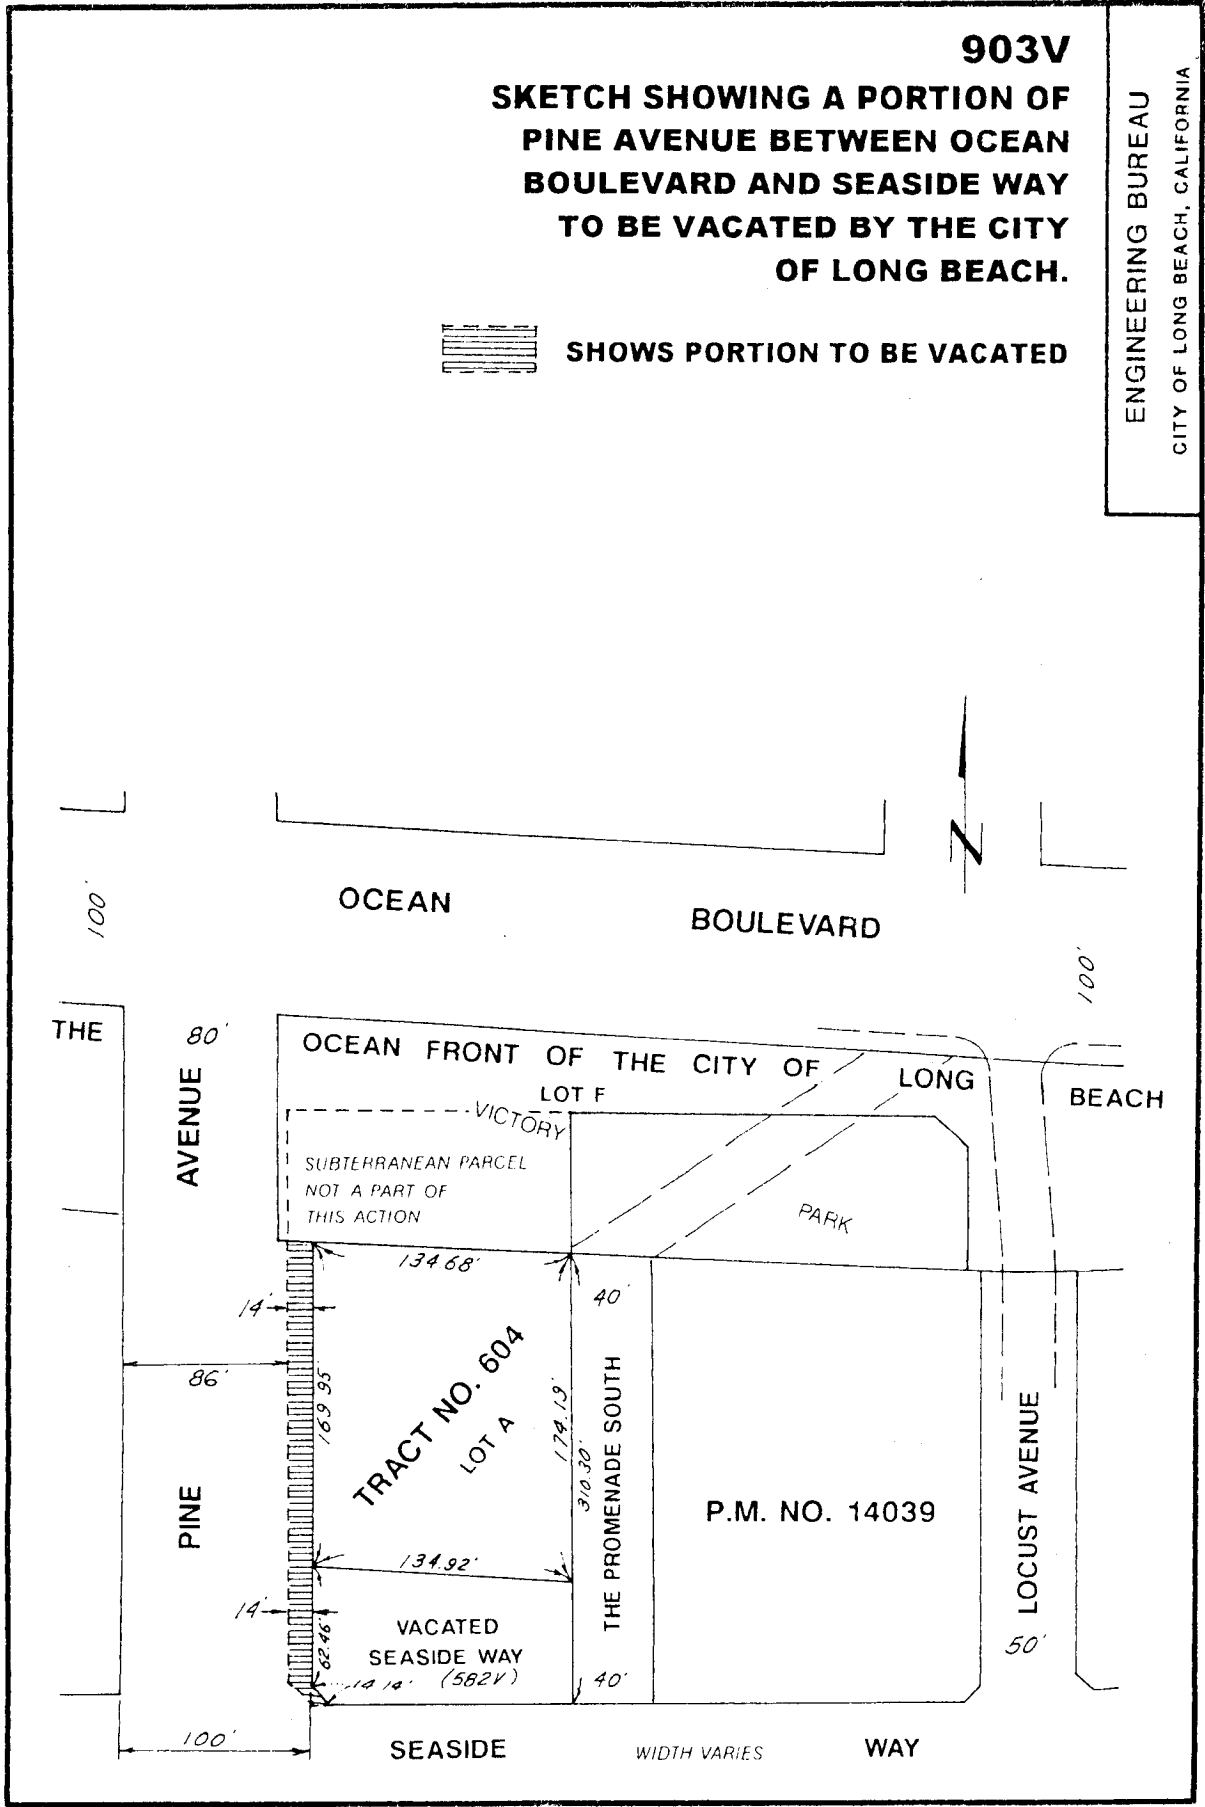 903V
SKETCH SHOWING A PORTION OF
PINE AVENUE BETWEEN OCEAN
BOULEVARD AND SEASIDE WAY
TO BE VACATED BY THE CITY
OF LONG BEACH.
SHOWS PORTION TO BE VACATED
ENGINEERING BUREAU
CITY OF LONG BEACH, CALIFORNIA
N
100'
OCEAN BOULEVARD
100'
THE
80'
OCEAN FRONT OF THE CITY OF LONG BEACH
LOT F
VICTORY
SUBTERRANEAN PARCEL
NOT A PART OF
THIS ACTION
PARK
AVENUE
134.68'
40'
14'
86'
169.95'
TRACT NO. 604
LOT A
174.19'
310.30'
THE PROMENADE SOUTH
P.M. NO. 14039
LOCUST AVENUE
PINE
134.92'
14'
62.46'
VACATED
SEASIDE WAY
(582V)
14.14'
40'
50'
100'
SEASIDE WAY
WIDTH VARIES